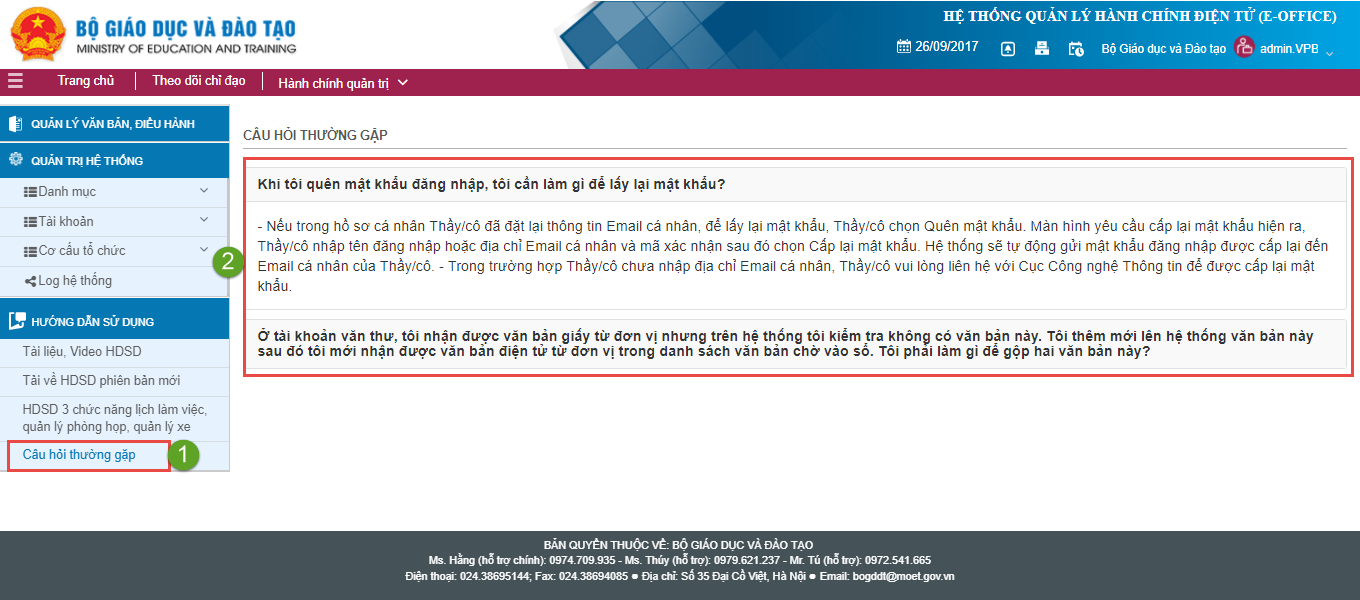 BỘ GIÁO DỤC VÀ ĐÀO TẠO
MINISTRY OF EDUCATION AND TRAINING
HỆ THỐNG QUẢN LÝ HÀNH CHÍNH ĐIỆN TỬ (E-OFFICE)
26/09/2017 Bộ Giáo dục và Đào tạo admin.VPB
Trang chủ Theo dõi chỉ đạo Hành chính quản trị
QUẢN LÝ VĂN BẢN, ĐIỀU HÀNH
QUẢN TRỊ HỆ THỐNG
Danh mục
Tài khoản
Cơ cấu tổ chức
Log hệ thống
HƯỚNG DẪN SỬ DỤNG
Tài liệu, Video HDSD
Tải về HDSD phiên bản mới
HDSD 3 chức năng lịch làm việc,
quản lý phòng họp, quản lý xe
Câu hỏi thường gặp
1
2
CÂU HỎI THƯỜNG GẶP
Khi tôi quên mật khẩu đăng nhập, tôi cần làm gì để lấy lại mật khẩu?
- Nếu trong hồ sơ cá nhân Thầy/cô đã đặt lại thông tin Email cá nhân, để lấy lại mật khẩu, Thầy/cô chọn Quên mật khẩu. Màn hình yêu cầu cấp lại mật khẩu hiện ra,
Thầy/cô nhập tên đăng nhập hoặc địa chỉ Email cá nhân và mã xác nhận sau đó chọn Cấp lại mật khẩu. Hệ thống sẽ tự động gửi mật khẩu đăng nhập được cấp lại đến
Email cá nhân của Thầy/cô. - Trong trường hợp Thầy/cô chưa nhập địa chỉ Email cá nhân, Thầy/cô vui lòng liên hệ với Cục Công nghệ Thông tin để được cấp lại mật
khẩu.
Ở tài khoản văn thư, tôi nhận được văn bản giấy từ đơn vị nhưng trên hệ thống tôi kiểm tra không có văn bản này. Tôi thêm mới lên hệ thống văn bản này
sau đó tôi mới nhận được văn bản điện tử từ đơn vị trong danh sách văn bản chờ vào sổ. Tôi phải làm gì để gộp hai văn bản này?
BẢN QUYỀN THUỘC VỀ: BỘ GIÁO DỤC VÀ ĐÀO TẠO
Ms. Hằng (hỗ trợ chính): 0974.709.935 - Ms. Thúy (hỗ trợ): 0979.621.237 - Mr. Tú (hỗ trợ): 0972.541.665
Điện thoại: 024.38695144; Fax: 024.38694085 ● Địa chỉ: Số 35 Đại Cồ Việt, Hà Nội ● Email: bogddt@moet.gov.vn